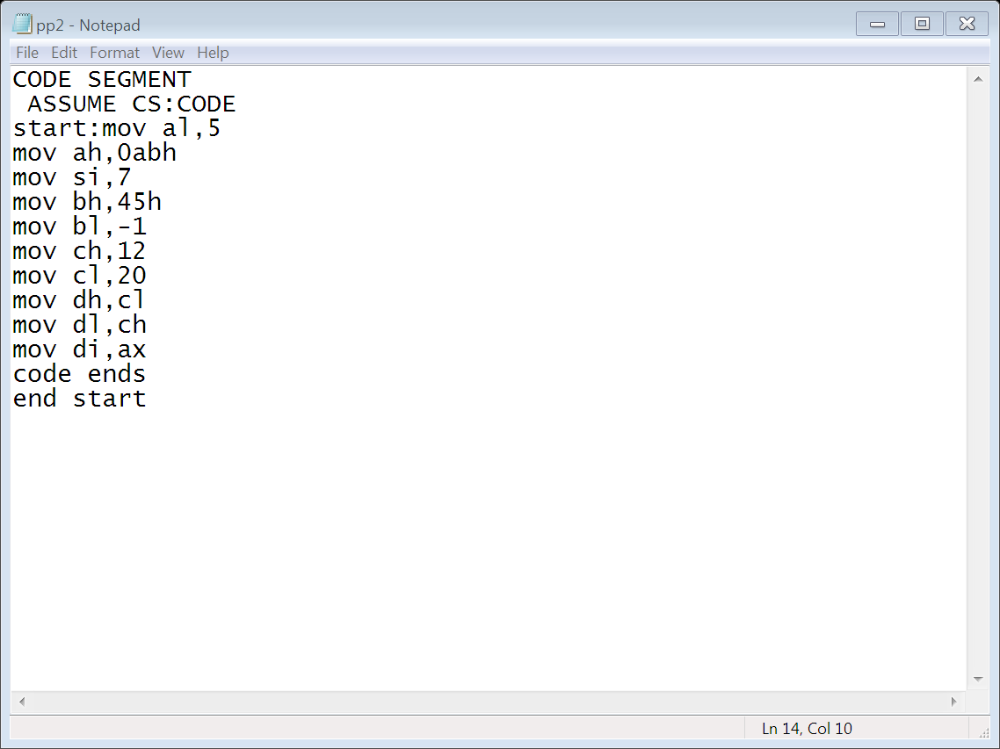 pp2 - Notepad
File Edit Format View Help
CODE SEGMENT
 ASSUME CS:CODE
start:mov al,5
mov ah,0abh
mov si,7
mov bh,45h
mov bl,-1
mov ch,12
mov cl,20
mov dh,cl
mov dl,ch
mov di,ax
code ends
end start
Ln 14, Col 10